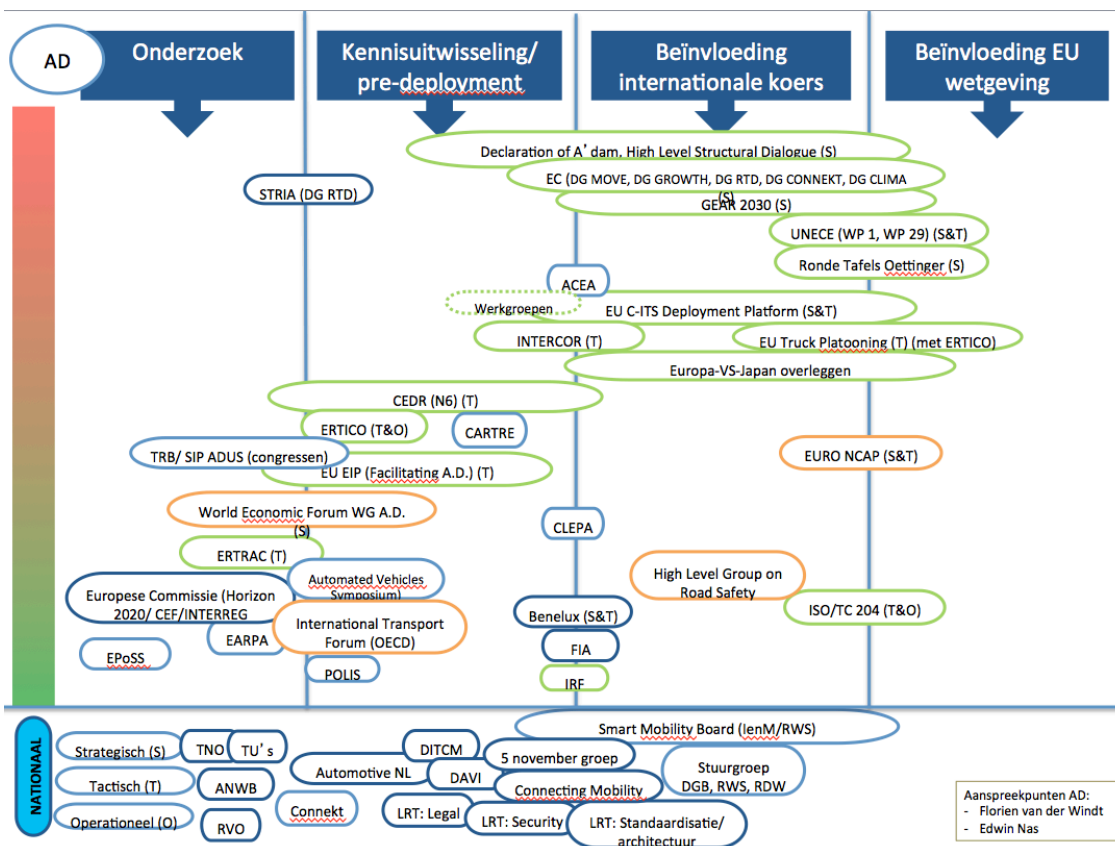 AD
Onderzoek
Kennisuitwisseling/
pre-deployment
Beïnvloeding
internationale koers
Beïnvloeding EU
wetgeving
Declaration of A'dam, High Level Structural Dialogue (S)
EC (DG MOVE, DG GROWTH, DG RTD, DG CONNEKT, DG CLIMA
(S)
STRIA (DG RTD)
GEAR 2030 (S)
UNECE (WP 1, WP 29) (S&T)
Ronde Tafels Oettinger (S)
ACEA
Werkgroepen
EU C-ITS Deployment Platform (S&T)
INTERCOR (T)
EU Truck Platooning (T) (met ERTICO)
Europa-VS-Japan overleggen
CEDR (N6) (T)
ERTICO (T&O)
CARTRE
TRB/ SIP ADUS (congressen)
EURO NCAP (S&T)
EU EIP (Facilitating A.D.) (T)
World Economic Forum WG A.D.
(S)
CLEPA
ERTRAC (T)
Automated Vehicles
Symposium)
High Level Group on
Road Safety
Europese Commissie (Horizon
2020/ CEF/INTERREG
ISO/TC 204 (T&O)
Benelux (S&T)
International Transport
Forum (OECD)
EARPA
FIA
EPoSS
POLIS
IRF
NATIONAAL
Strategisch (S)
Tactisch (T)
Operationeel (O)
TNO
TU's
ANWB
RVO
Automotive NL
Connekt
DITCM
DAVI
LRT: Legal
Smart Mobility Board (IenM/RWS)
5 november groep
Connecting Mobility
LRT: Security
LRT: Standaardisatie/
architectuur
Stuurgroep
DGB, RWS, RDW
Aanspreekpunten AD:
- Florien van der Windt
- Edwin Nas